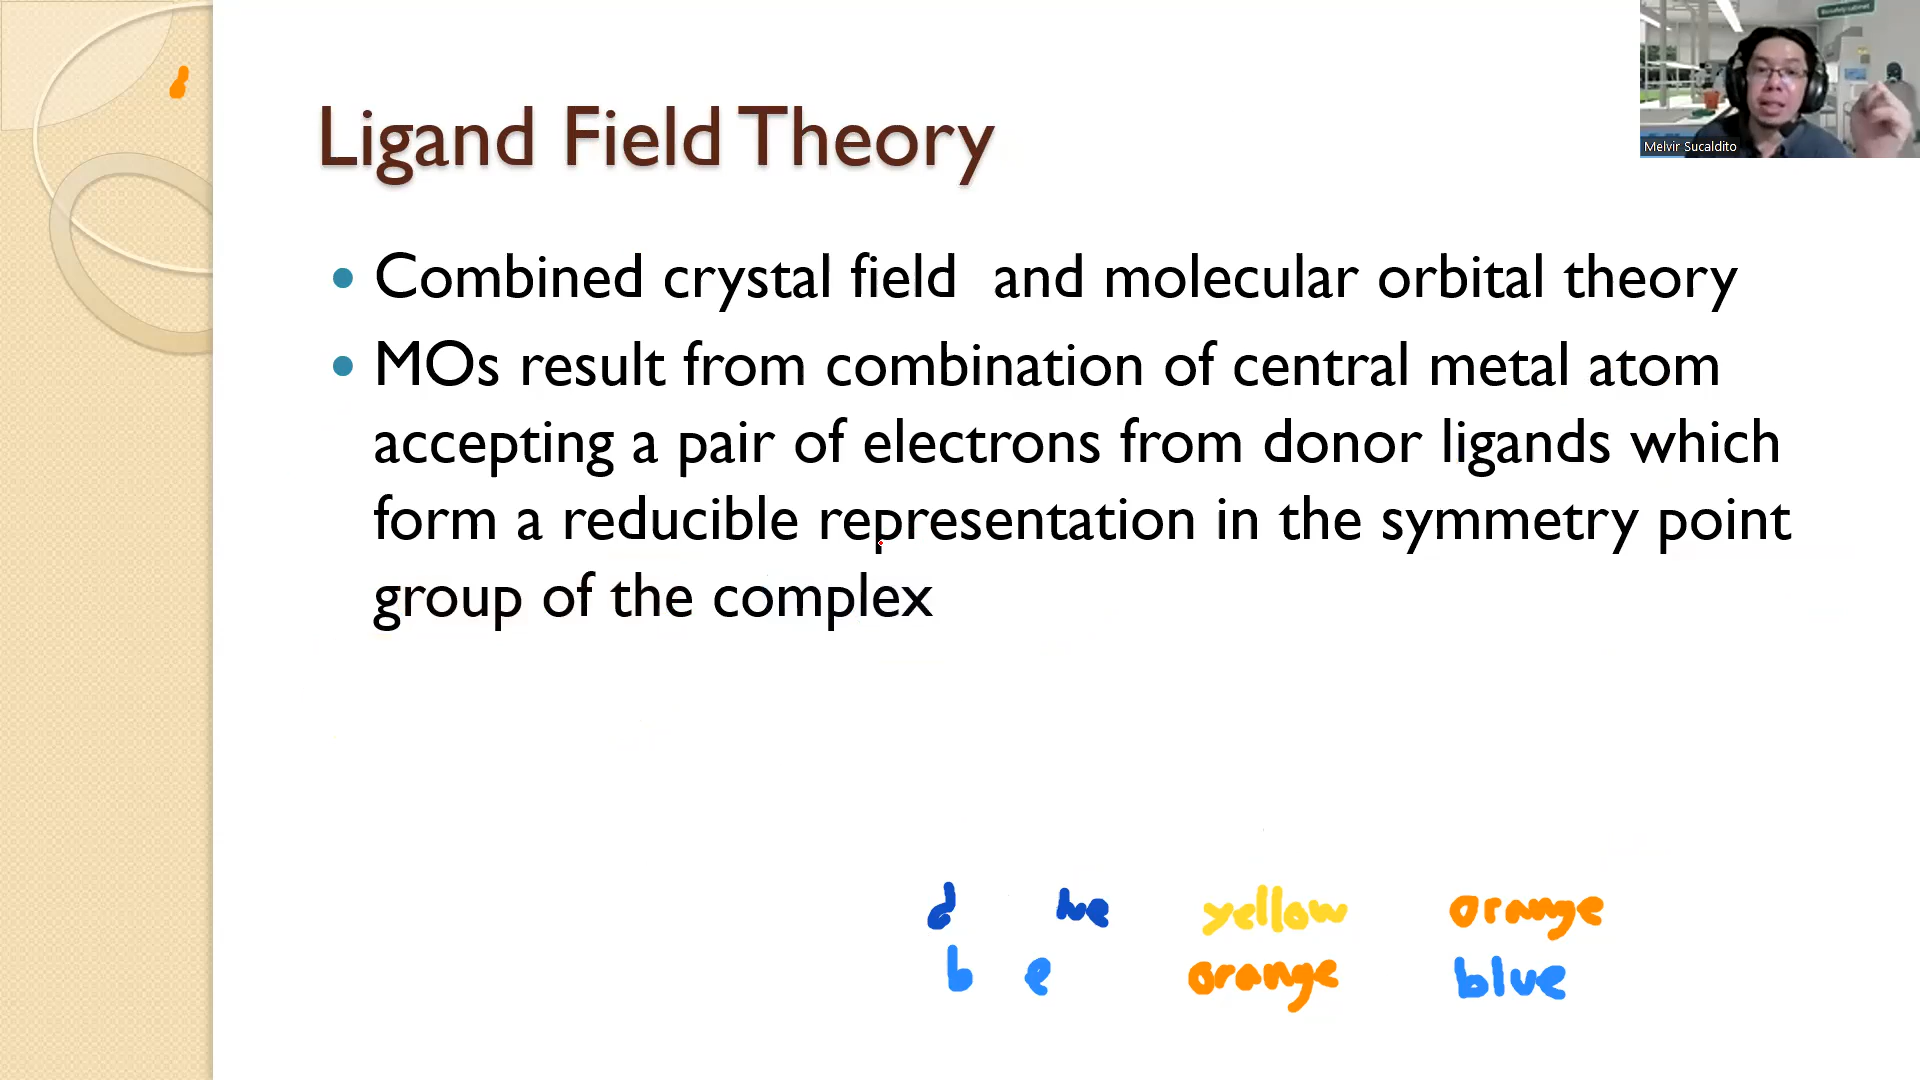 Melvir Sucaldito
Ligand Field Theory
Combined crystal field and molecular orbital theory
MOs result from combination of central metal atom
accepting a pair of electrons from donor ligands which
form a reducible representation in the symmetry point
group of the complex
yellow orange
b e orange blue